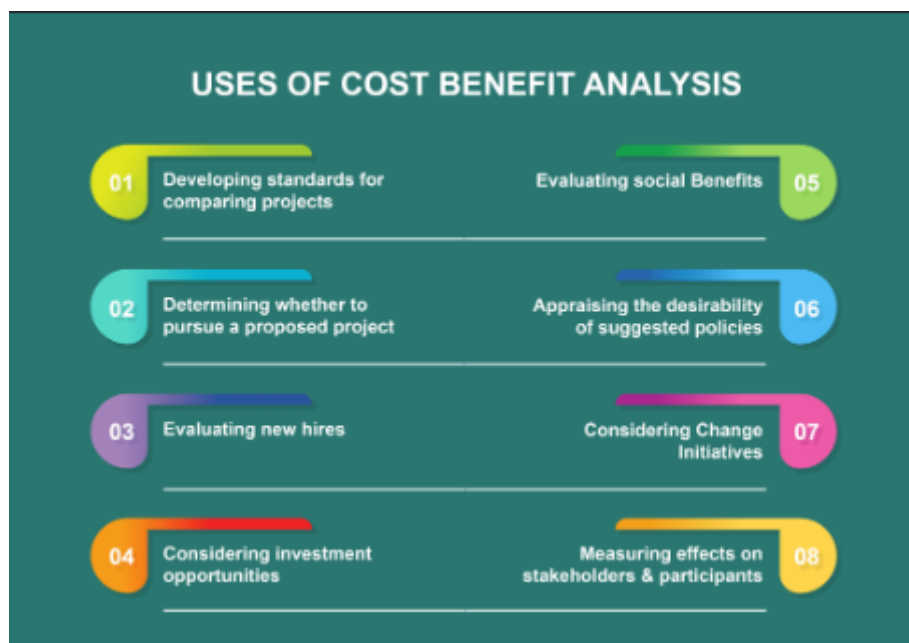 USES OF COST BENEFIT ANALYSIS
01
Developing standards for
comparing projects
02
Determining whether to
pursue a proposed project
03
Evaluating new hires
04
Considering investment
opportunities
Evaluating social Benefits
05
Appraising the desirability
of suggested policies
06
Considering Change
Initiatives
07
Measuring effects on
stakeholders & participants
08